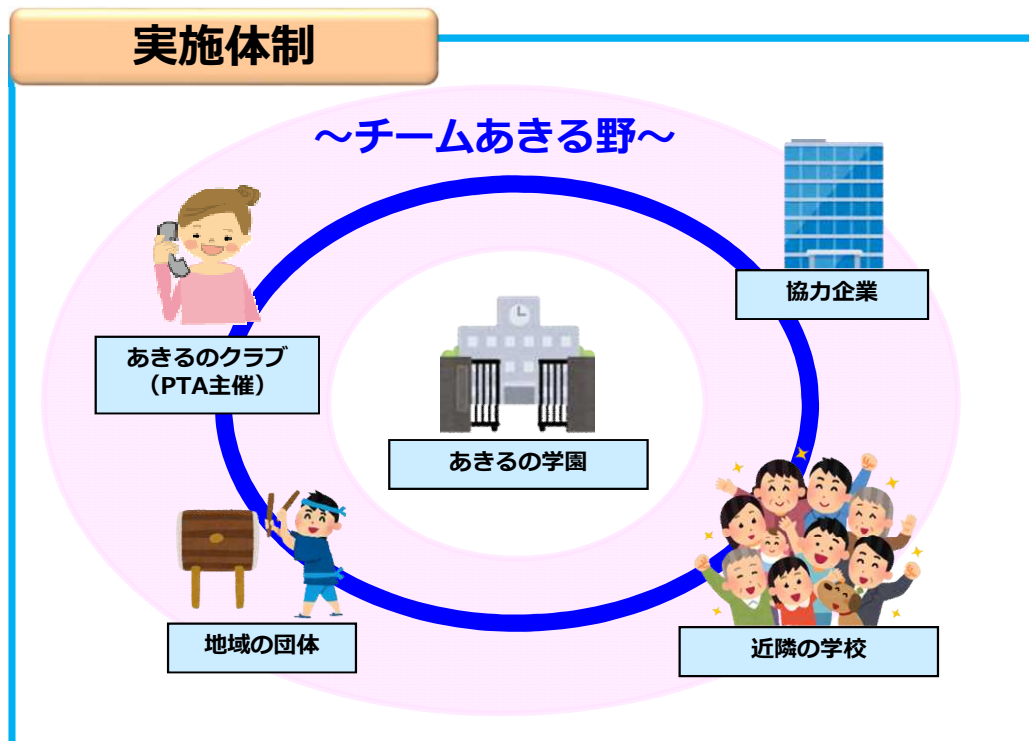 実施体制
～チームあきる野～
協力企業
あきるのクラブ
（PTA主催）
あきるの学園
地域の団体
近隣の学校